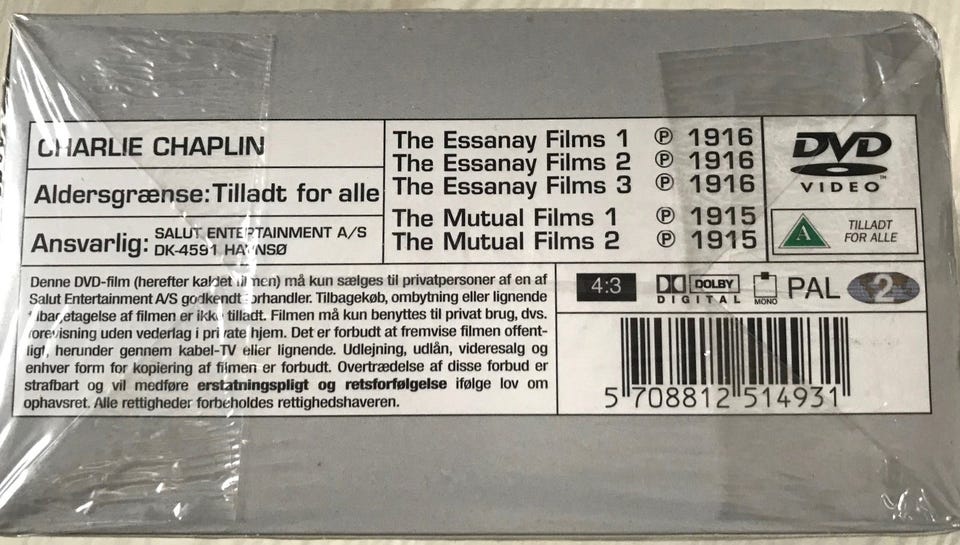 CHARLIE CHAPLIN
Aldersgrænse: Tilladt for alle
Ansvarlig: SALUT ENTERTAINMENT A/S
DK-4591 HAVNSØ
The Essanay Films 1 ℗ 1916
The Essanay Films 2 ℗ 1916
The Essanay Films 3 ℗ 1916
The Mutual Films 1 ℗ 1915
The Mutual Films 2 ℗ 1915
DVD
VIDEO™
A
TILLADT
FOR ALLE
Denne DVD-film (herefter kaldet filmen) må kun sælges til privatpersoner af en af
Salut Entertainment A/S godkendt forhandler. Tilbagekøb, ombytning eller lignende
tilbagetagelse af filmen er ikke tilladt. Filmen må kun benyttes til privat brug, dvs.
forevisning uden vederlag i private hjem. Det er forbudt at fremvise filmen offent-
ligt, herunder gennem kabel-TV eller lignende. Udlejning, udlån, videresalg og
enhver form for kopiering af filmen er forbudt. Overtrædelse af disse forbud er
strafbart og vil medføre erstatningspligt og retsforfølgelse ifølge lov om
ophavsret. Alle rettigheder forbeholdes rettighedshaveren.
4:3
DOLBY
DIGITAL
MONO
PAL
2
5 708812 514931